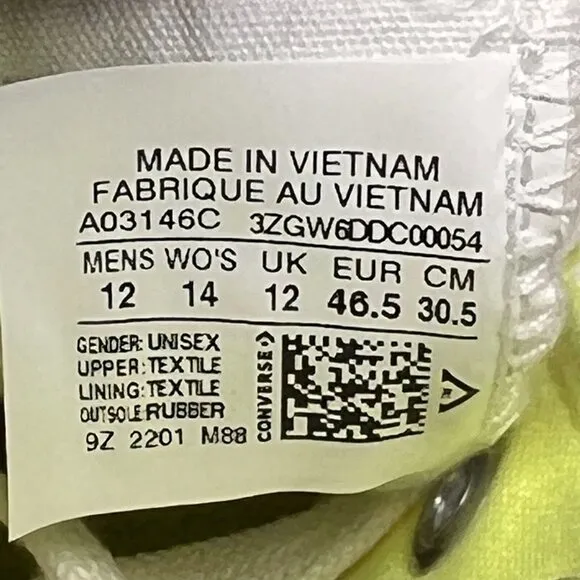 MADE IN VIETNAM
FABRIQUE AU VIETNAM
A03146C 3ZGW6DDC00054
MENS WO'S UK EUR CM
12 14 12 46.5 30.5
GENDER: UNISEX
UPPER: TEXTILE
LINING: TEXTILE
OUTSOLE RUBBER
9Z 2201 M88
CONVERSE